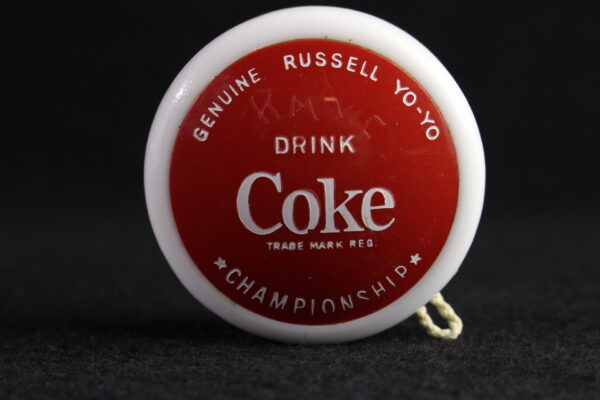 GENUINE RUSSELL YO-YO
DRINK
Coke
TRADE MARK REG.
★CHAMPIONSHIP★